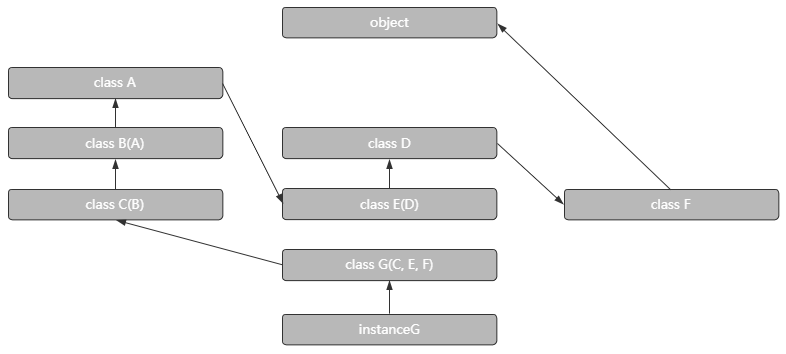 object
class A
class B(A)
class D
class C(B)
class E(D)
class F
class G(C, E, F)
instanceG